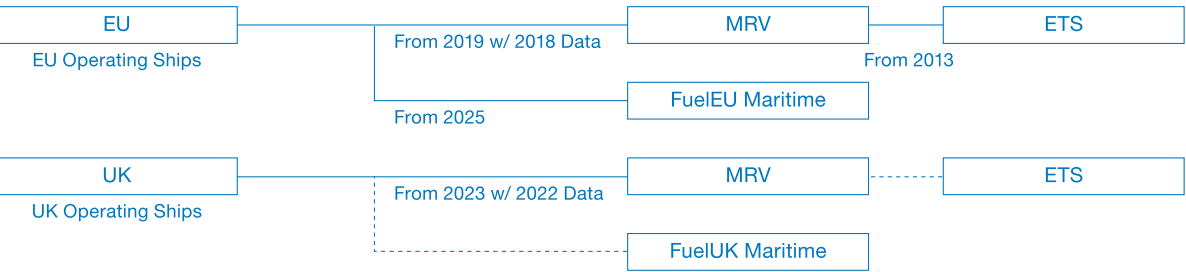 EU
MRV
ETS
From 2019 w/ 2018 Data
EU Operating Ships
From 2013
FuelEU Maritime
From 2025
UK
MRV
ETS
From 2023 w/ 2022 Data
UK Operating Ships
FuelUK Maritime